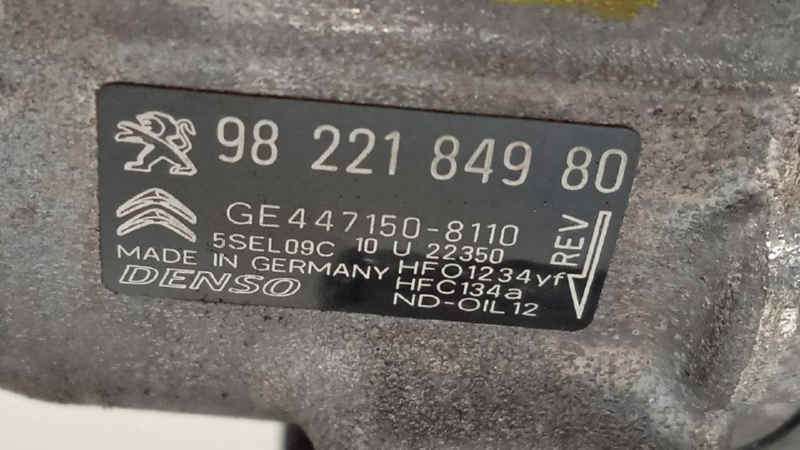 98 221 849 80
GE447150-8110
5SEL09C 10 U 22350
MADE IN GERMANY HFO1234yf
DENSO HFC134a
ND-OIL12
REV